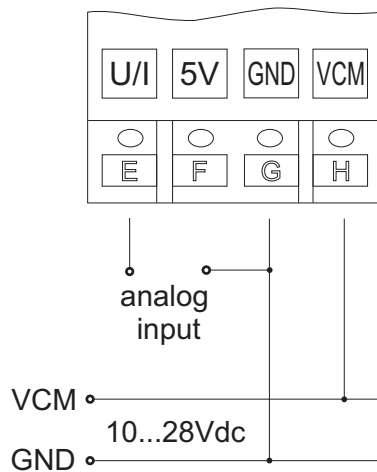 U/I 5V GND VCM
E F G H
analog
input
VCM
10...28Vdc
GND